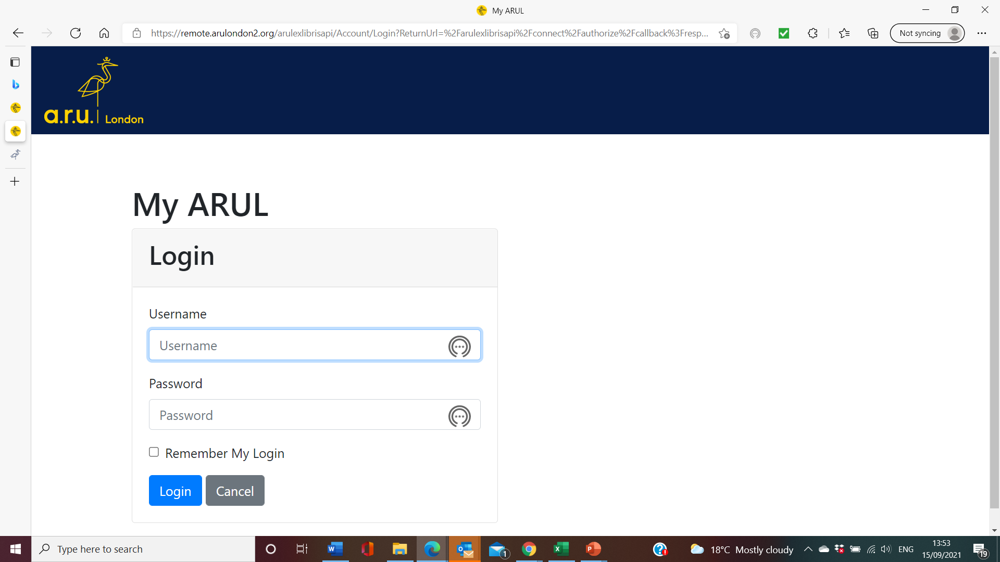 My ARUL
https://remote.arulondon2.org/arulexlibrisapi/Account/Login?ReturnUrl=%2Farulexlibrisapi%2Fconnect%2Fauthorize%2Fcallback%3Fresp...
Not syncing
a.r.u. London
My ARUL
Login
Username
Username
Password
Password
Remember My Login
Login Cancel
Type here to search
1
18°C Mostly cloudy
ENG
13:53
15/09/2021
19